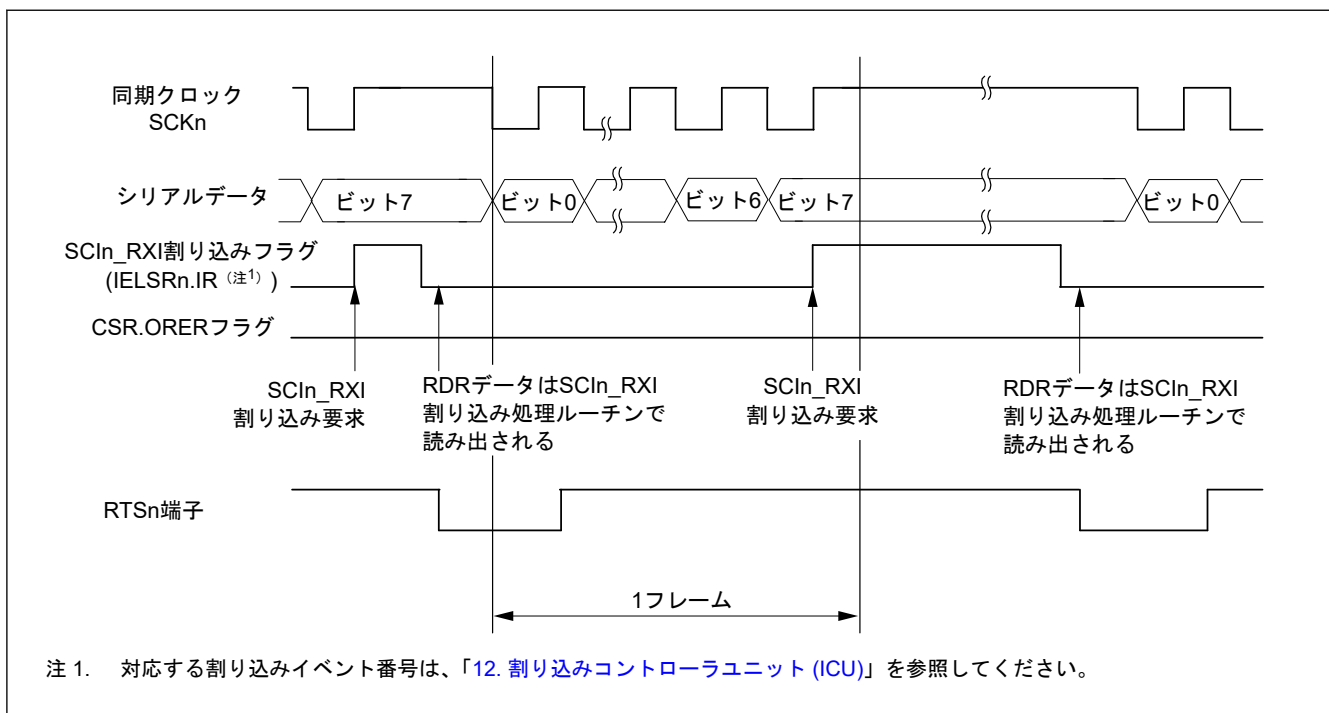 同期クロック
SCKn
シリアルデータ
ビット7
ビット0
ビット6
ビット7
ビット0
SCIn_RXI割り込みフラグ
(IELSRn.IR（注1）)
CSR.ORERフラグ
SCIn_RXI
割り込み要求
RDRデータはSCIn_RXI
割り込み処理ルーチンで
読み出される
SCIn_RXI
割り込み要求
RDRデータはSCIn_RXI
割り込み処理ルーチンで
読み出される
RTSn端子
1フレーム
注 1. 対応する割り込みイベント番号は、「12. 割り込みコントローラユニット (ICU)」を参照してください。